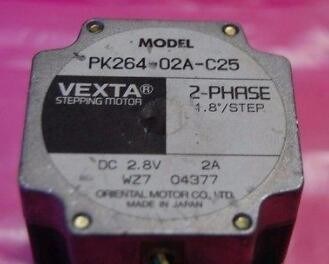 MODEL
PK264-02A-C25
VEXTA® 2-PHASE
STEPPING MOTOR 1.8°/STEP
DC 2.8V 2A
WZ7 04377
ORIENTAL MOTOR CO., LTD.
MADE IN JAPAN